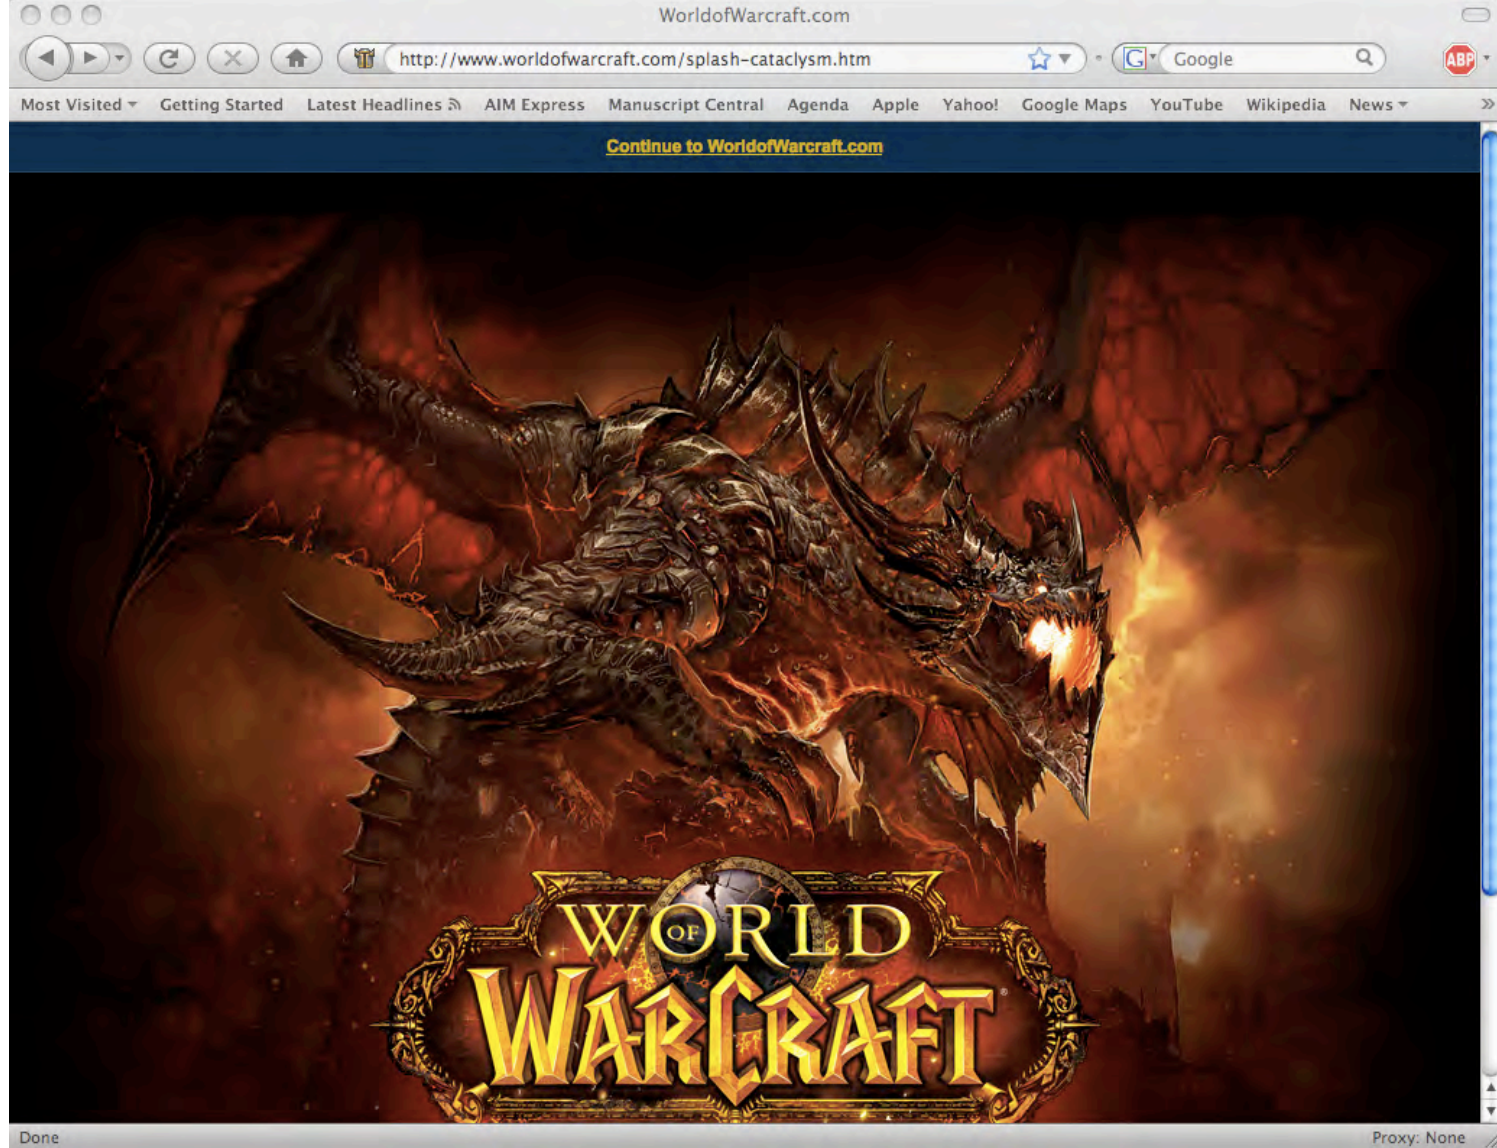 WorldofWarcraft.com
http://www.worldofwarcraft.com/splash-cataclysm.htm G Google ABP
Most Visited Getting Started Latest Headlines AIM Express Manuscript Central Agenda Apple Yahoo! Google Maps YouTube Wikipedia News »
Continue to WorldofWarcraft.com
WORLD OF
WARCRAFT®
Done Proxy: None